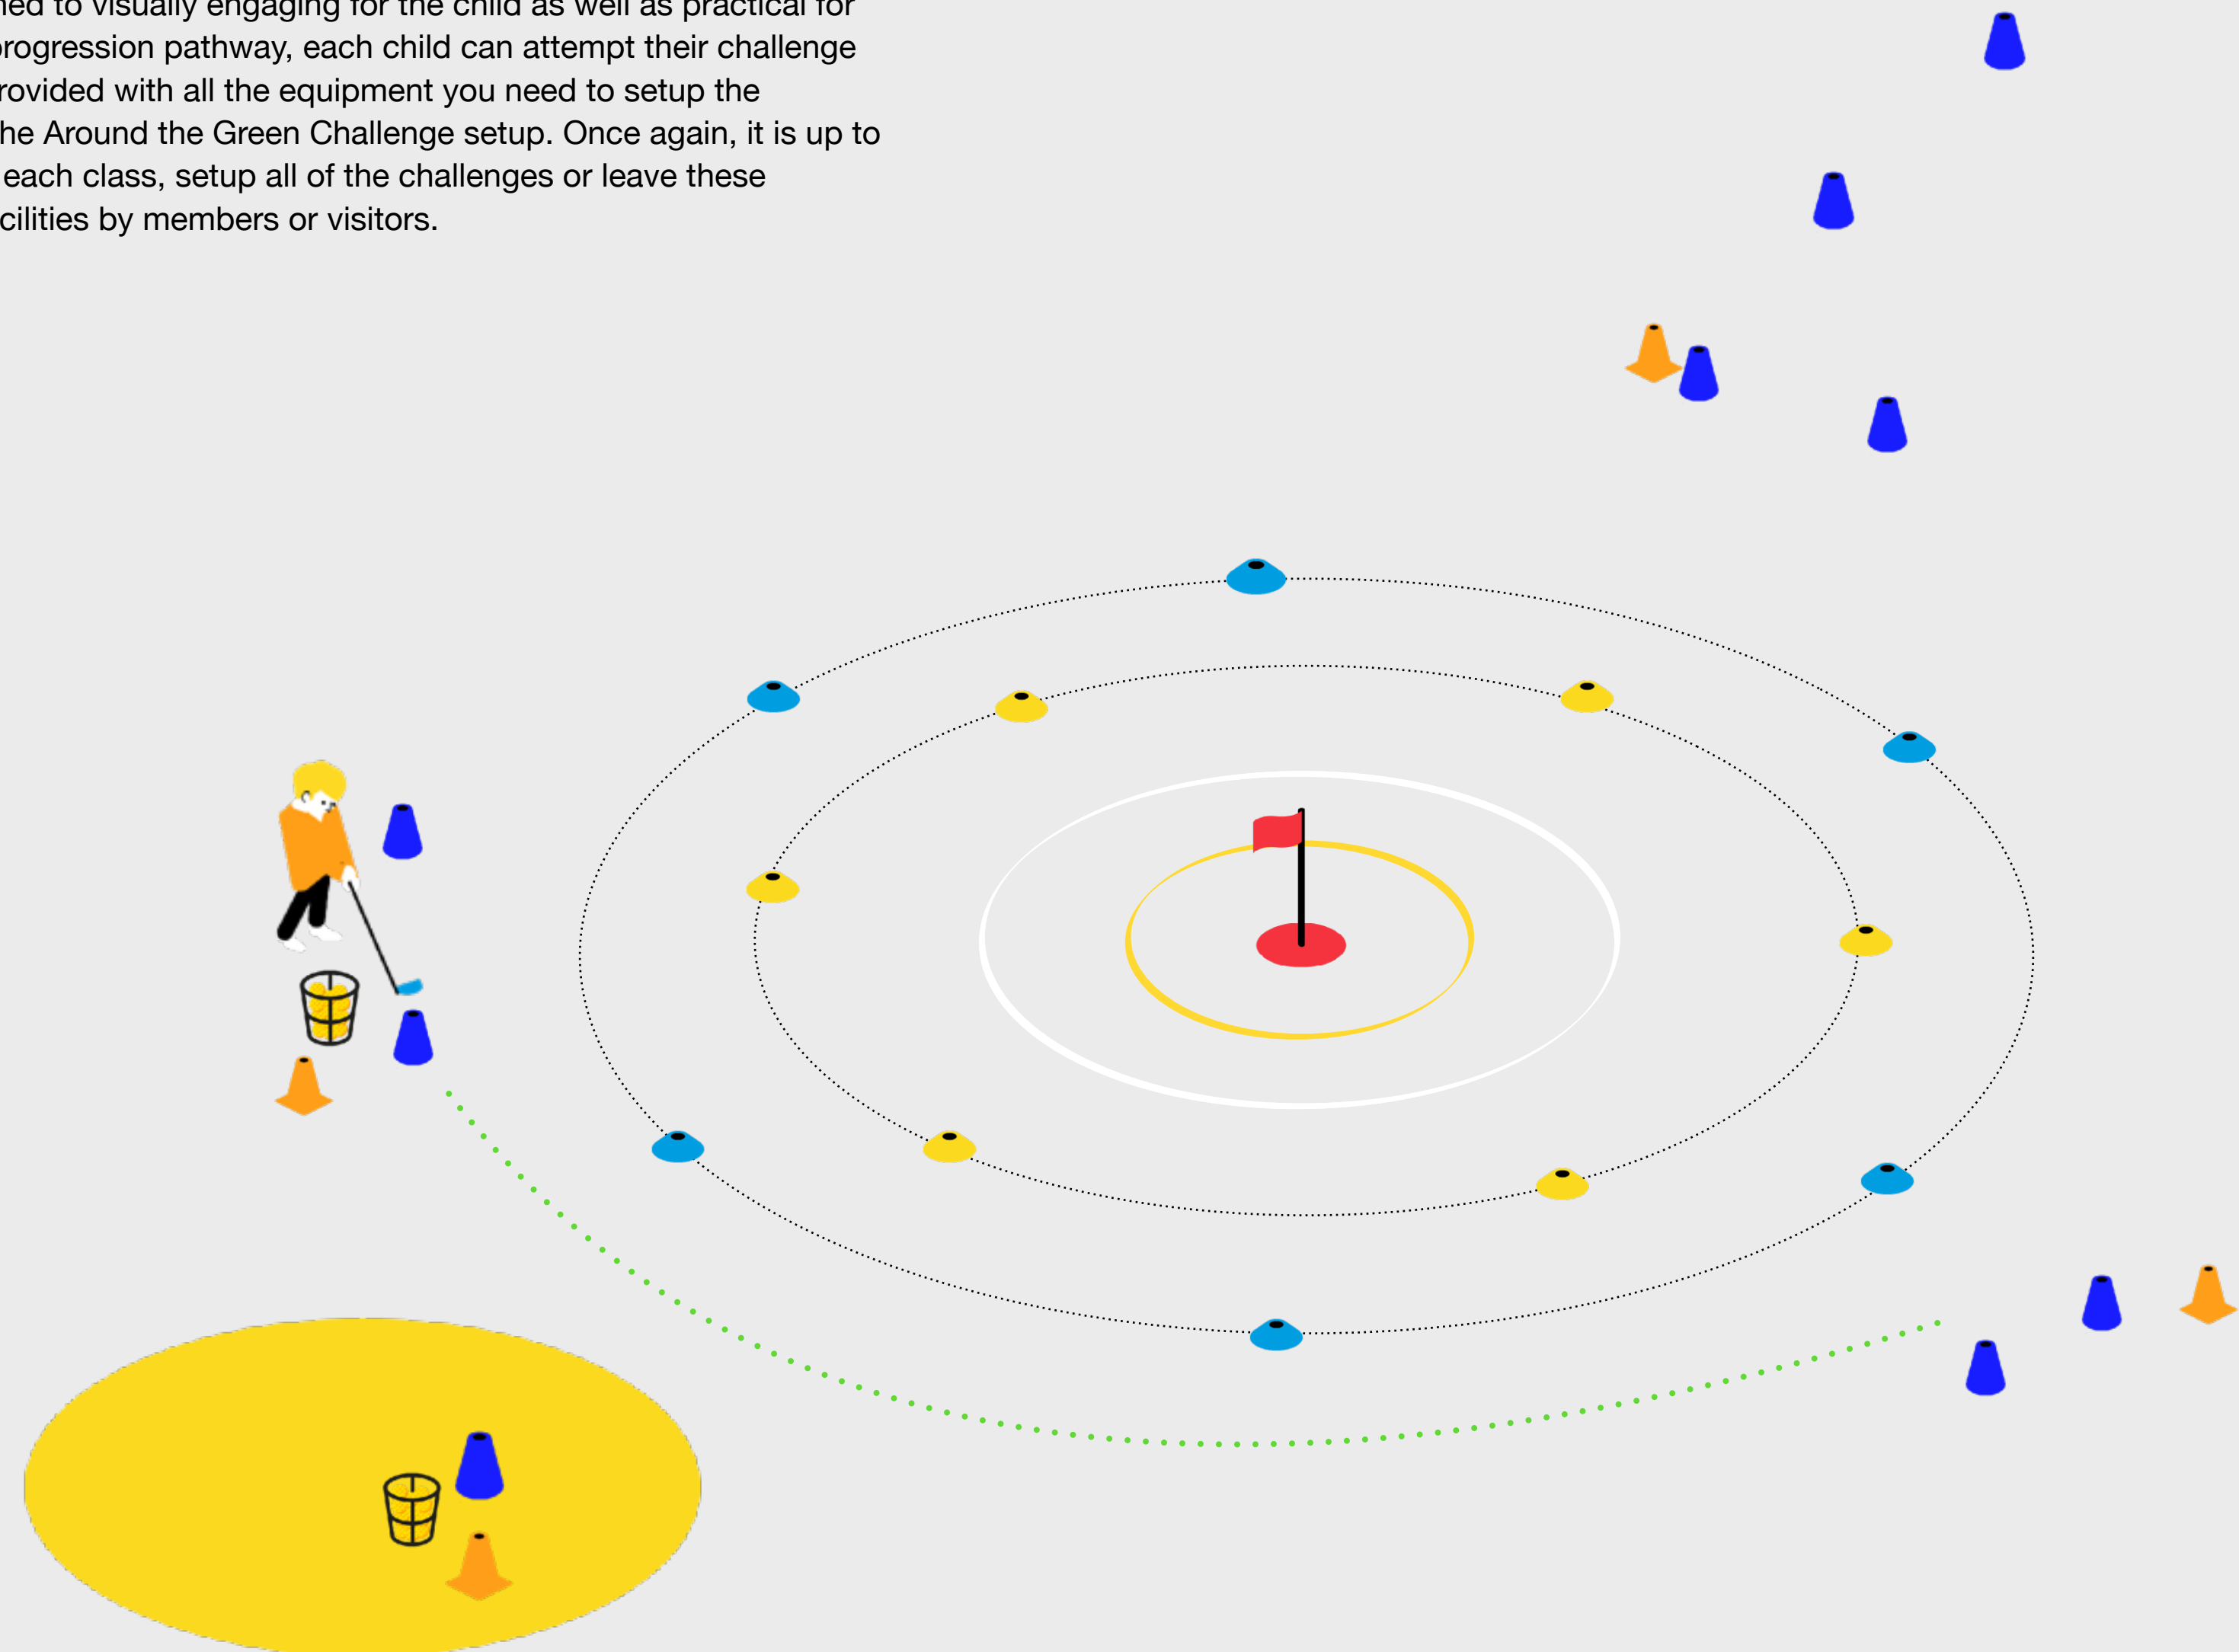 ned to visually engaging for the child as well as practical for
progression pathway, each child can attempt their challenge
rovided with all the equipment you need to setup the
he Around the Green Challenge setup. Once again, it is up to
each class, setup all of the challenges or leave these
cilities by members or visitors.